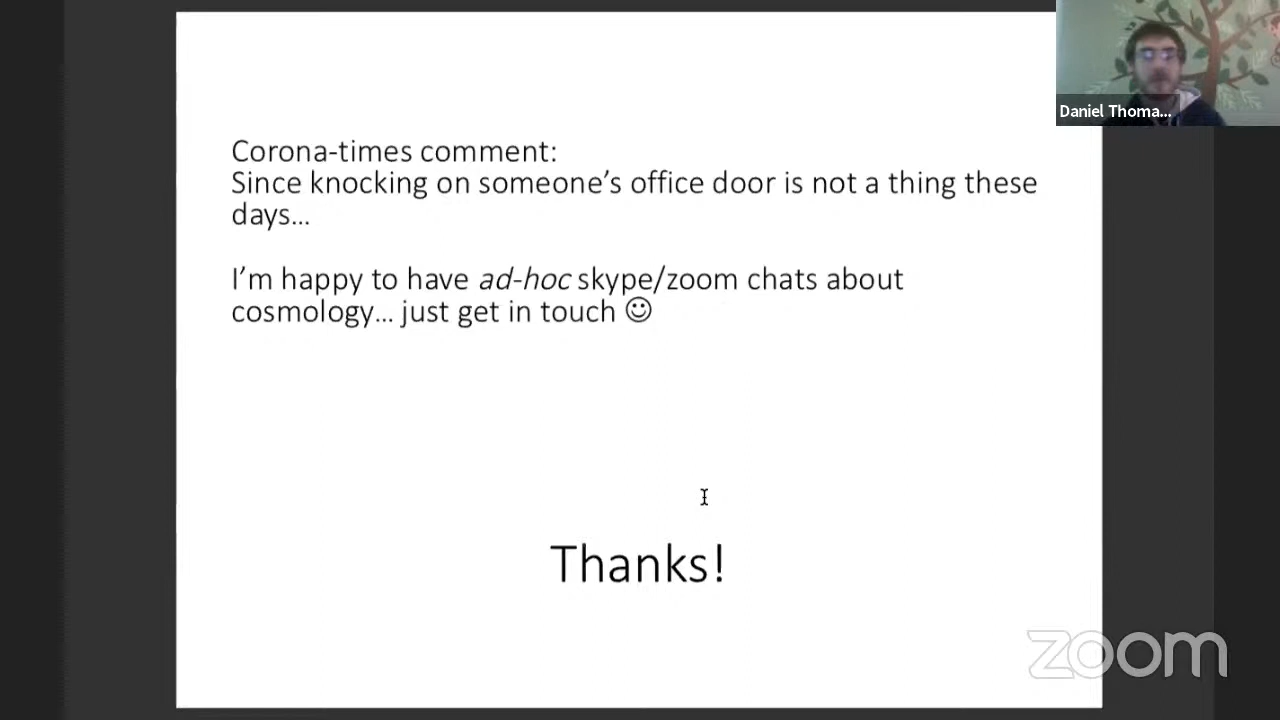 Daniel Thoma...
Corona-times comment:
Since knocking on someone’s office door is not a thing these
days...
I’m happy to have ad-hoc skype/zoom chats about
cosmology... just get in touch ☺
Thanks!
zoom